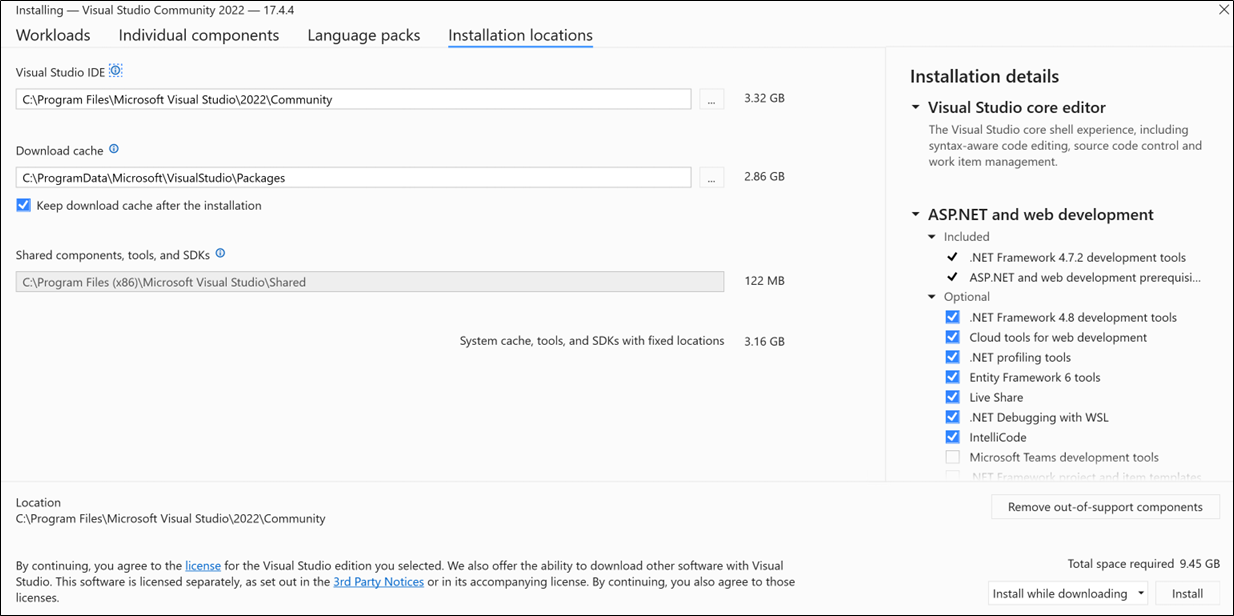 Installing — Visual Studio Community 2022 — 17.4.4
Workloads
Individual components
Language packs
Installation locations
Visual Studio IDE
C:\Program Files\Microsoft Visual Studio\2022\Community
...
3.32 GB
Download cache
C:\ProgramData\Microsoft\VisualStudio\Packages
...
2.86 GB
Keep download cache after the installation
Shared components, tools, and SDKs
C:\Program Files (x86)\Microsoft Visual Studio\Shared
122 MB
System cache, tools, and SDKs with fixed locations
3.16 GB
Installation details
Visual Studio core editor
The Visual Studio core shell experience, including
syntax-aware code editing, source code control and
work item management.
ASP.NET and web development
Included
.NET Framework 4.7.2 development tools
ASP.NET and web development prerequisi...
Optional
.NET Framework 4.8 development tools
Cloud tools for web development
.NET profiling tools
Entity Framework 6 tools
Live Share
.NET Debugging with WSL
IntelliCode
Microsoft Teams development tools
.NET Framework project and item templates
Location
C:\Program Files\Microsoft Visual Studio\2022\Community
Remove out-of-support components
By continuing, you agree to the license for the Visual Studio edition you selected. We also offer the ability to download other software with Visual
Studio. This software is licensed separately, as set out in the 3rd Party Notices or in its accompanying license. By continuing, you also agree to those
licenses.
Total space required 9.45 GB
Install while downloading
Install